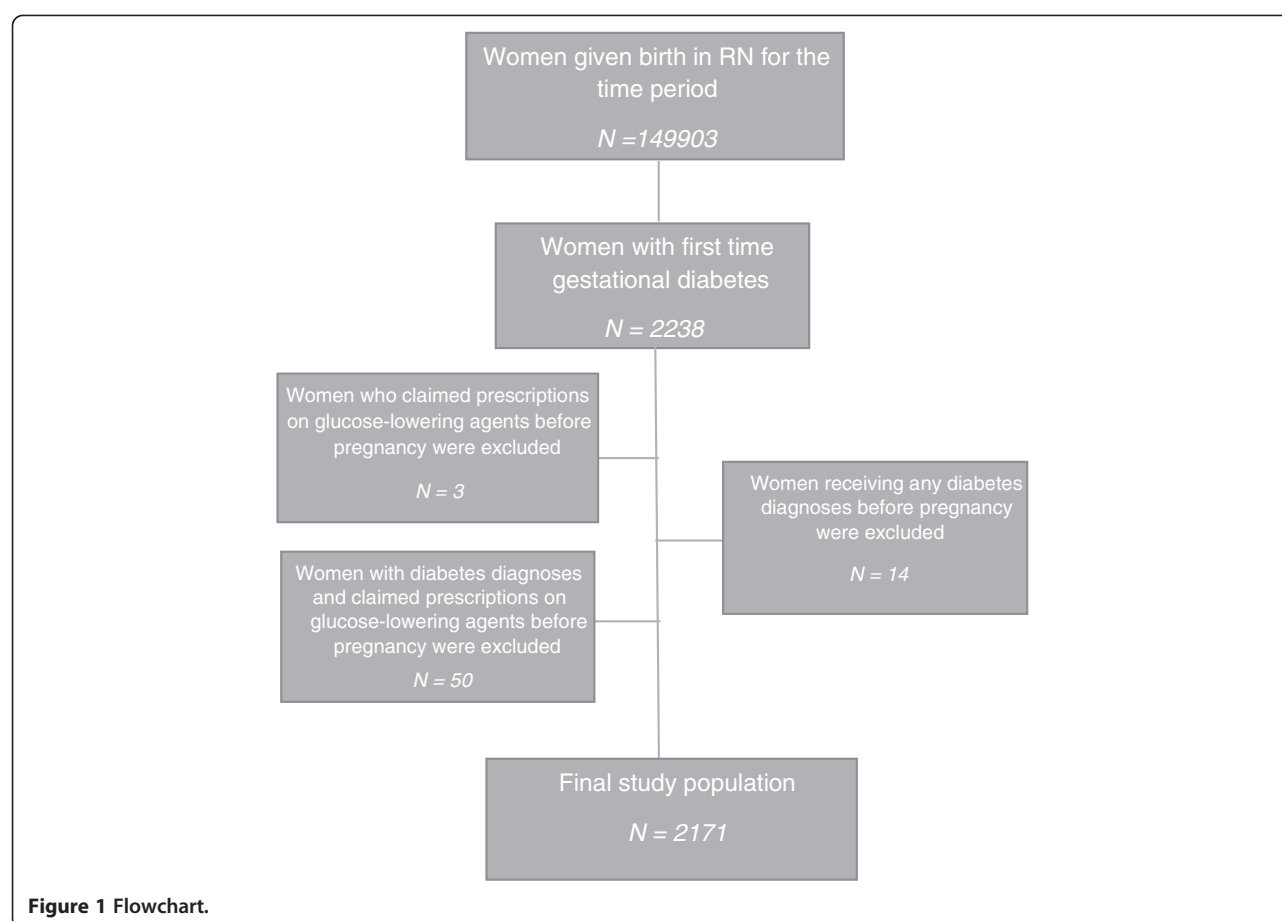 Women given birth in RN for the
time period
N =149903
Women with first time
gestational diabetes
N = 2238
Women who claimed prescriptions
on glucose-lowering agents before
pregnancy were excluded
N = 3
Women receiving any diabetes
diagnoses before pregnancy
were excluded
N = 14
Women with diabetes diagnoses
and claimed prescriptions on
glucose-lowering agents before
pregnancy were excluded
N = 50
Final study population
N = 2171
Figure 1 Flowchart.